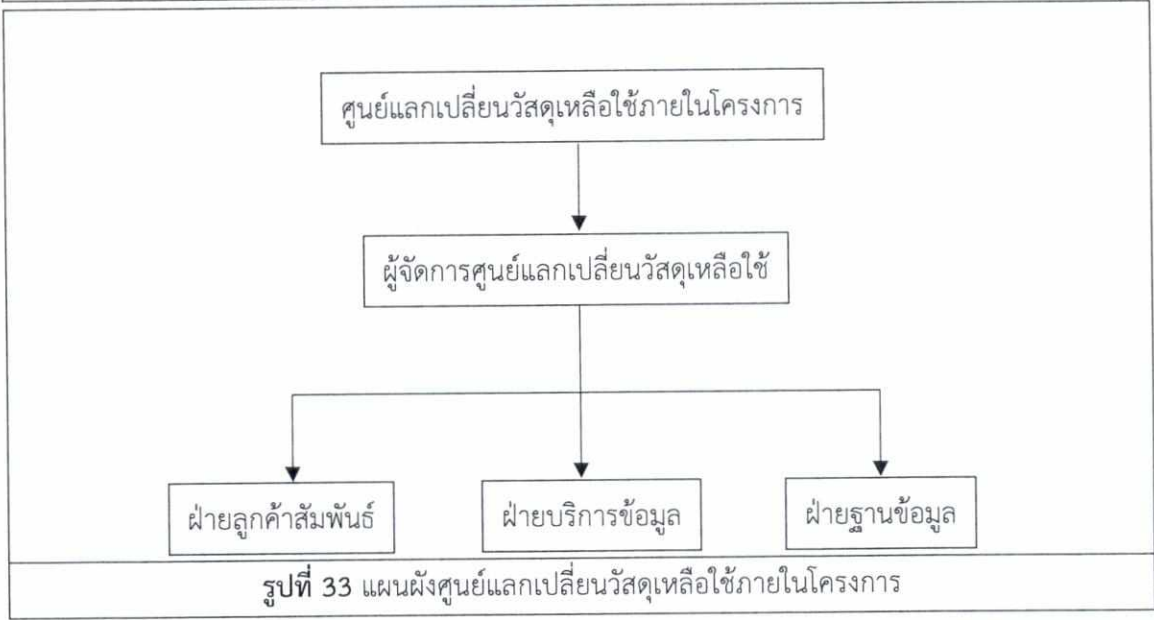 ศูนย์แลกเปลี่ยนวัสดุเหลือใช้ภายในโครงการ
ผู้จัดการศูนย์แลกเปลี่ยนวัสดุเหลือใช้
ฝ่ายลูกค้าสัมพันธ์
ฝ่ายบริการข้อมูล
ฝ่ายฐานข้อมูล
รูปที่ 33 แผนผังศูนย์แลกเปลี่ยนวัสดุเหลือใช้ภายในโครงการ